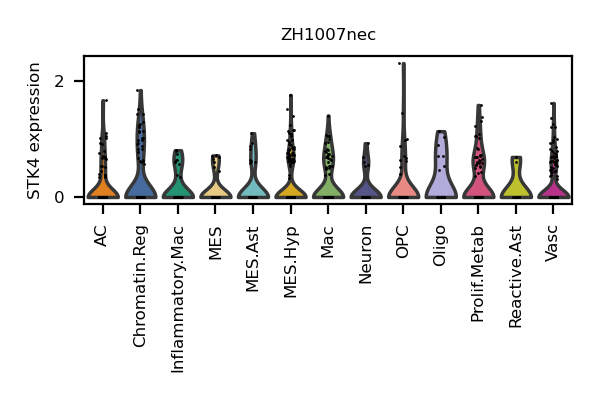 ZH1007nec
STK4 expression
2
0
AC
Chromatin.Reg
Inflammatory.Mac
MES
MES.Ast
MES.Hyp
Mac
Neuron
OPC
Oligo
Prolif.Metab
Reactive.Ast
Vasc